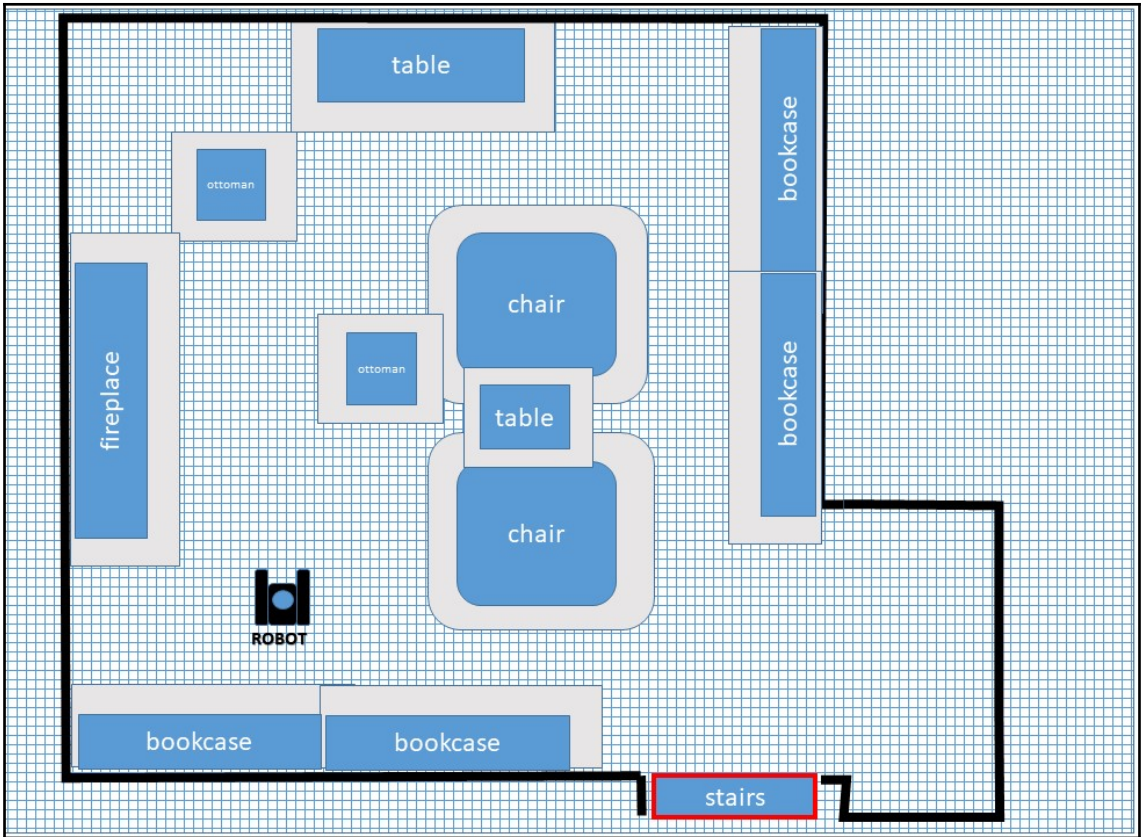 table
bookcase
ottoman
chair
fireplace
ottoman
bookcase
table
chair
ROBOT
bookcase
bookcase
stairs